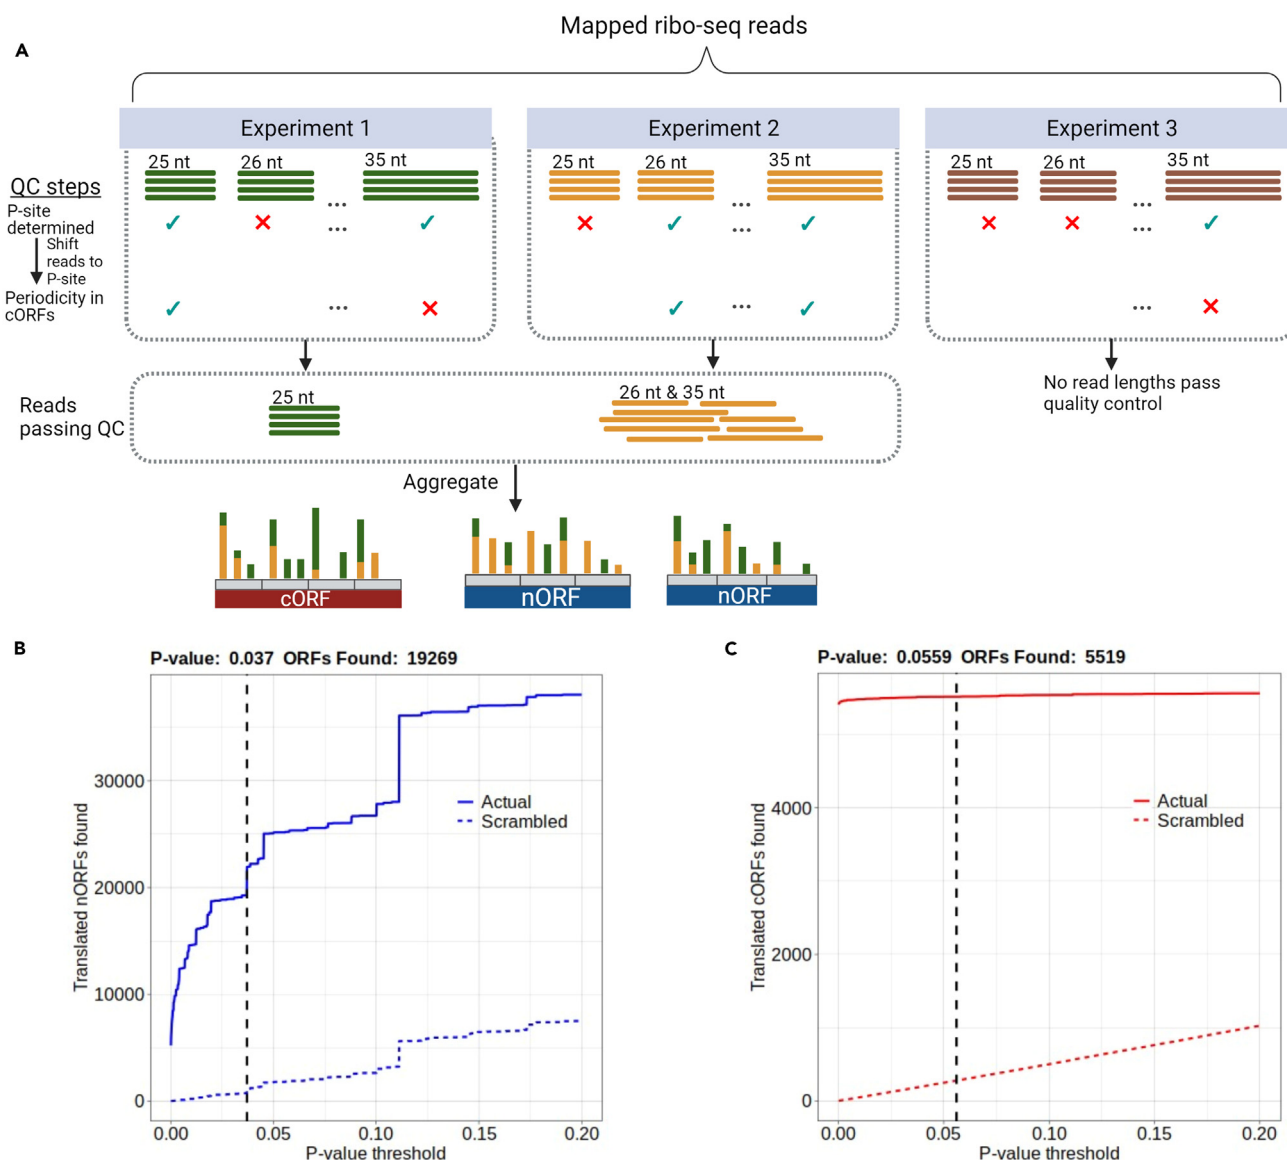 Mapped ribo-seq reads
A
Experiment 1
Experiment 2
Experiment 3
QC steps
25 nt
26 nt
35 nt
25 nt
26 nt
35 nt
25 nt
26 nt
35 nt
...
...
...
P-site
determined
...
...
...
Shift
reads to
P-site
Periodicity in
cORFs
...
...
...
Reads
passing QC
25 nt
26 nt & 35 nt
No read lengths pass
quality control
Aggregate
cORF
nORF
nORF
B
P-value: 0.037 ORFs Found: 19269
Translated nORFs found
30000
20000
10000
0
Actual
Scrambled
0.00
0.05
0.10
0.15
0.20
P-value threshold
C
P-value: 0.0559 ORFs Found: 5519
Translated cORFs found
4000
2000
0
Actual
Scrambled
0.00
0.05
0.10
0.15
0.20
P-value threshold